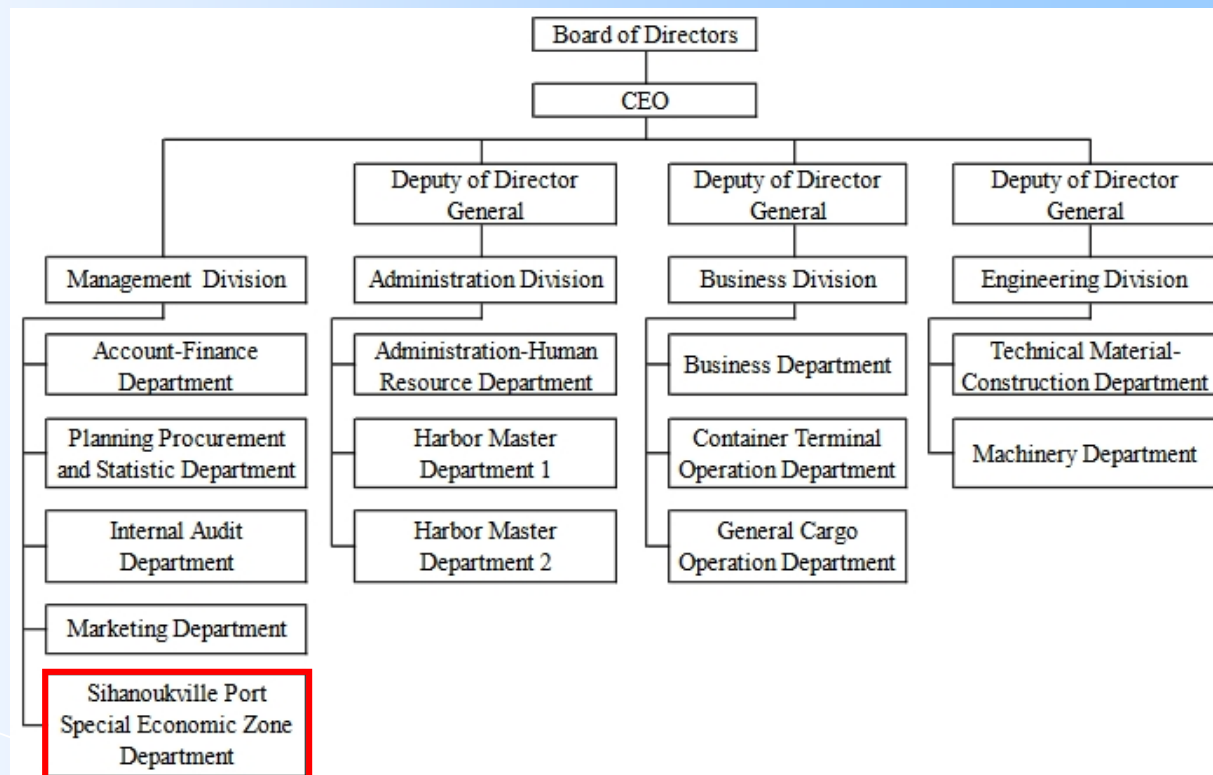 Board of Directors
CEO
Deputy of Director
General
Deputy of Director
General
Deputy of Director
General
Management Division
Administration Division
Business Division
Engineering Division
Account-Finance
Department
Planning Procurement
and Statistic Department
Internal Audit
Department
Marketing Department
Sihanoukville Port
Special Economic Zone
Department
Administration-Human
Resource Department
Harbor Master
Department 1
Harbor Master
Department 2
Business Department
Container Terminal
Operation Department
General Cargo
Operation Department
Technical Material-
Construction Department
Machinery Department